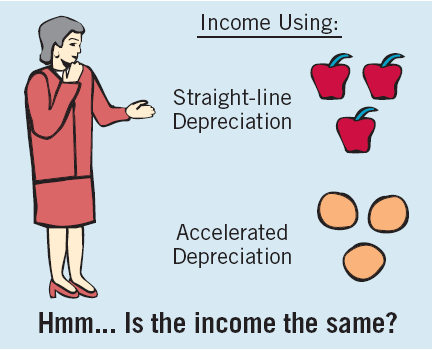 Income Using:
Straight-line
Depreciation
Accelerated
Depreciation
Hmm... Is the income the same?